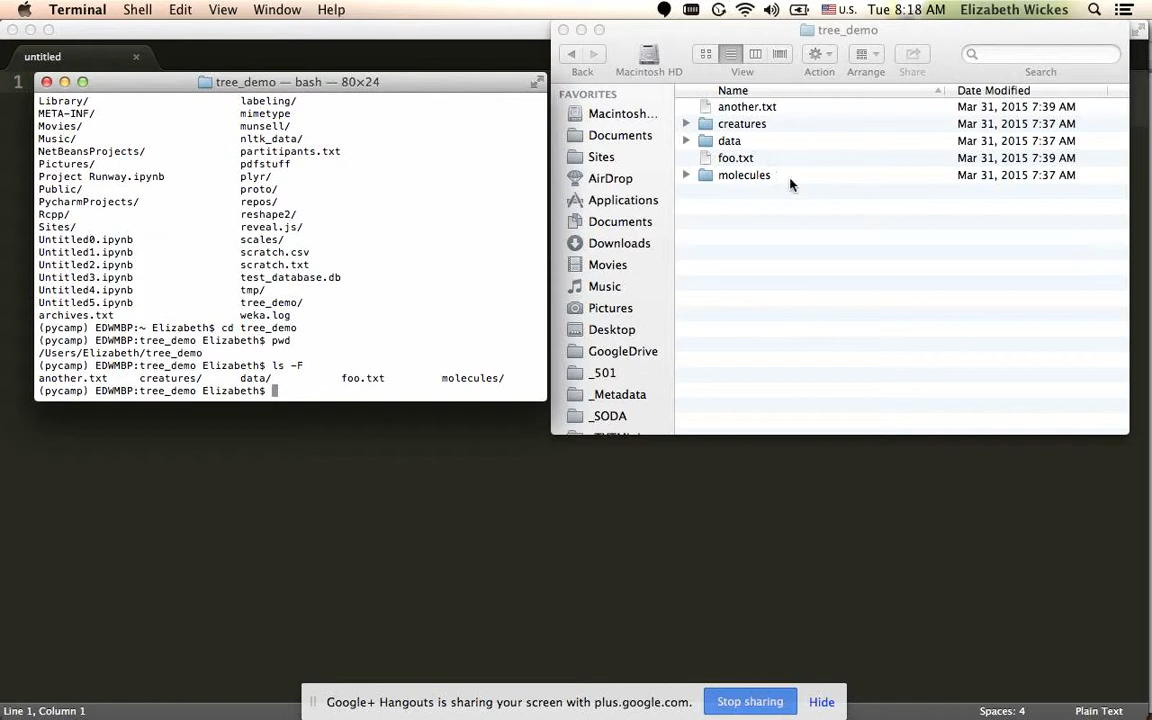 Terminal Shell Edit View Window Help U.S. Tue 8:18 AM Elizabeth Wickes
untitled
1
tree_demo — bash — 80×24
Library/ labeling/
META-INF/ mimetype
Movies/ munsell/
Music/ nltk_data/
NetBeansProjects/ partipants.txt
Pictures/ pdfstuff
Project Runway.ipynb plyr/
Public/ proto/
PycharmProjects/ repos/
Rcpp/ reshape2/
Sites/ reveal.js/
Untitled0.ipynb scales/
Untitled1.ipynb scratch.csv
Untitled2.ipynb scratch.txt
Untitled3.ipynb test_database.db
Untitled4.ipynb tmp/
Untitled5.ipynb tree_demo/
archives.txt weka.log
(pycamp) EDWMBP:~ Elizabeth$ cd tree_demo
(pycamp) EDWMBP:tree_demo Elizabeth$ pwd
/Users/Elizabeth/tree_demo
(pycamp) EDWMBP:tree_demo Elizabeth$ ls -F
another.txt creatures/ data/ foo.txt molecules/
(pycamp) EDWMBP:tree_demo Elizabeth$
tree_demo
Back Macintosh HD View Action Arrange Share Search
FAVORITES
Macintosh...
Documents
Sites
AirDrop
Applications
Documents
Downloads
Movies
Music
Pictures
Desktop
GoogleDrive
_501
_Metadata
_SODA
Name Date Modified
another.txt Mar 31, 2015 7:39 AM
creatures Mar 31, 2015 7:37 AM
data Mar 31, 2015 7:37 AM
foo.txt Mar 31, 2015 7:39 AM
molecules Mar 31, 2015 7:37 AM
Google+ Hangouts is sharing your screen with plus.google.com. Stop sharing Hide
Line 1, Column 1 Spaces: 4 Plain Text